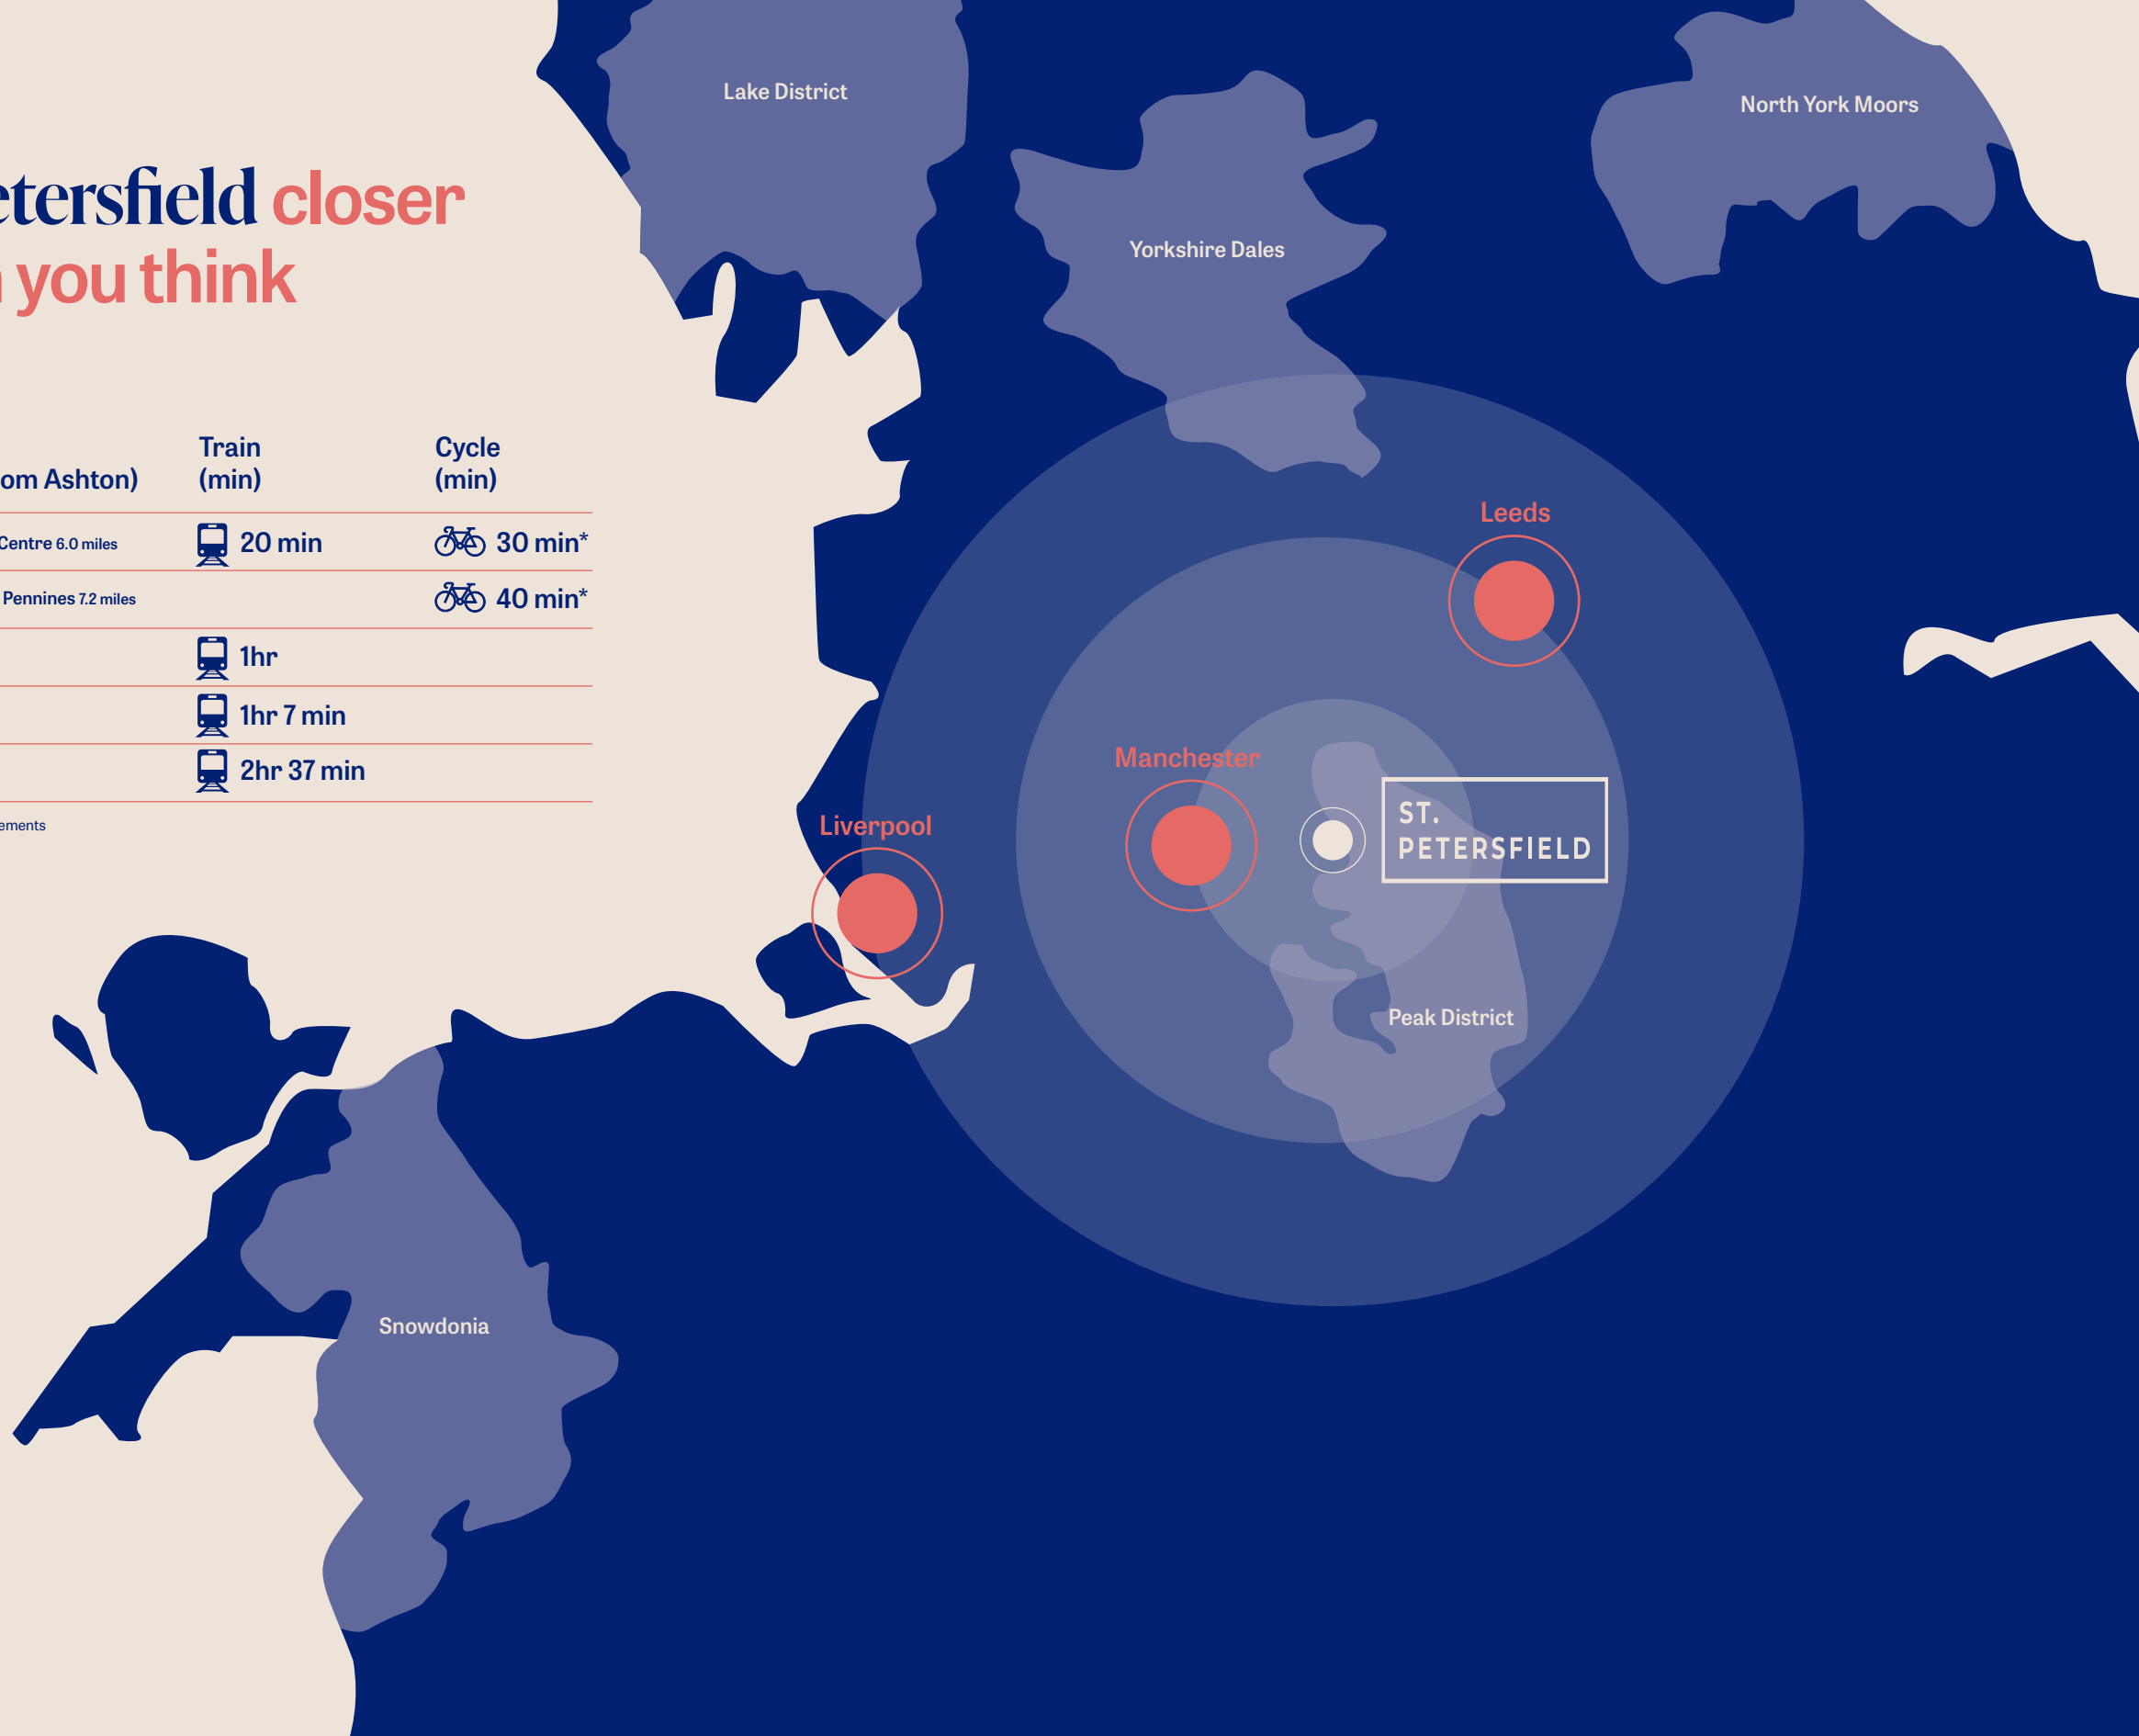 etersfield closer
you think
Train
(min)
Cycle
(min)
om Ashton)
Centre 6.0 miles 20 min 30 min*
Pennines 7.2 miles 40 min*
1hr
1hr 7 min
2hr 37 min
ements
Lake District
North York Moors
Yorkshire Dales
Leeds
Manchester
ST.
PETERSFIELD
Liverpool
Peak District
Snowdonia